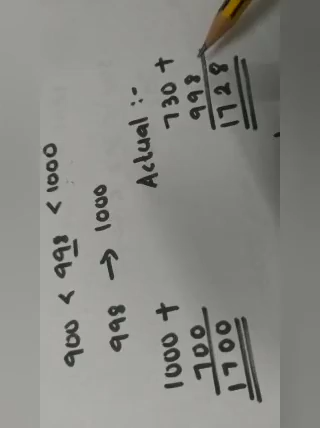 900 < 998 < 1000
998 → 1000
1000 +
700
1700
Actual :-
730 +
998
1728